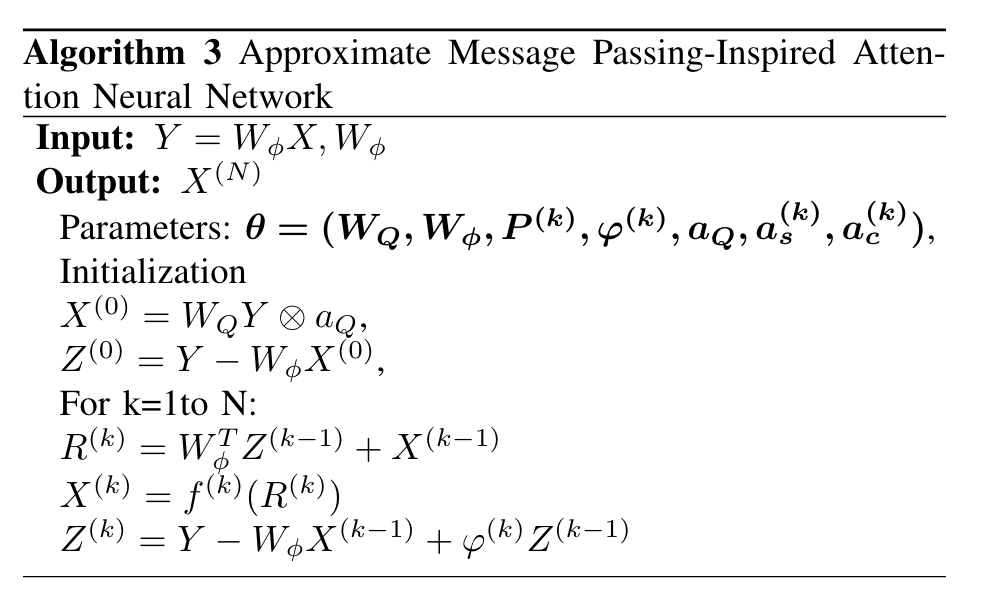 Algorithm 3 Approximate Message Passing-Inspired Atten-
tion Neural Network
Input: $Y = W_{\phi}X, W_{\phi}$
Output: $X^{(N)}$
Parameters: $\boldsymbol{\theta = (W_Q, W_{\phi}, P^{(k)}, \varphi^{(k)}, a_Q, a_s^{(k)}, a_c^{(k)})}$,
Initialization
$X^{(0)} = W_Q Y \otimes a_Q$,
$Z^{(0)} = Y - W_{\phi}X^{(0)}$,
For k=1to N:
$R^{(k)} = W_{\phi}^T Z^{(k-1)} + X^{(k-1)}$
$X^{(k)} = f^{(k)}(R^{(k)})$
$Z^{(k)} = Y - W_{\phi}X^{(k-1)} + \varphi^{(k)} Z^{(k-1)}$